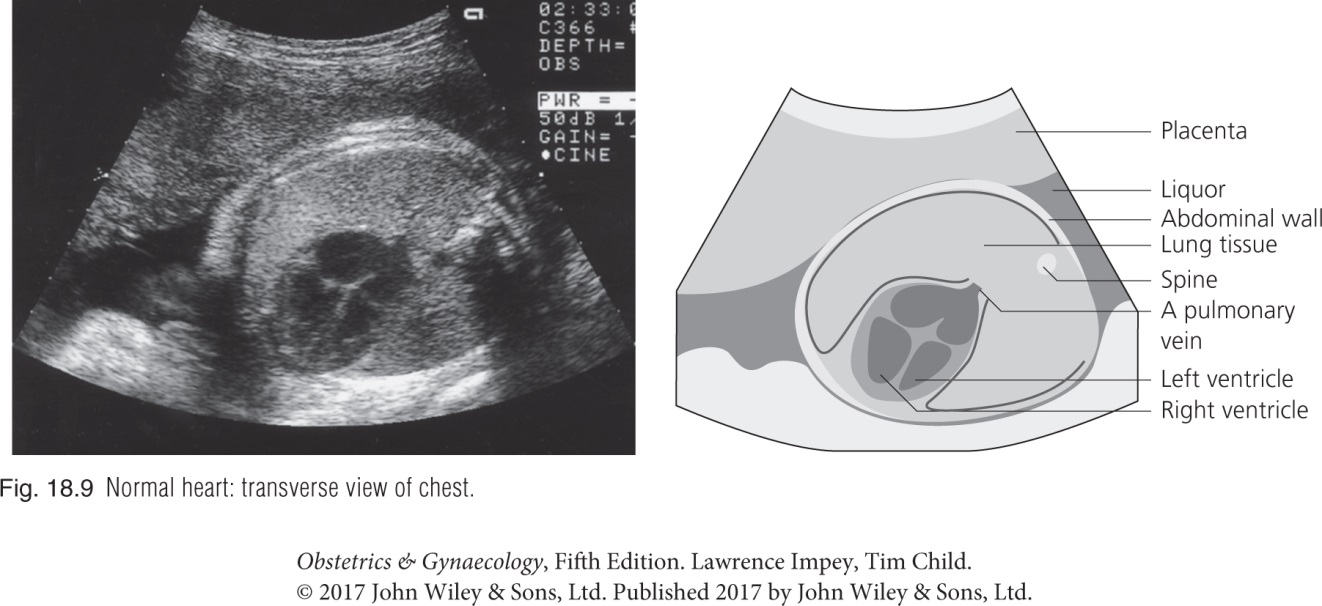 02:33:
C366
DEPTH=
OBS
PWR = -
50dB
GAIN= -
CINE
Placenta
Liquor
Abdominal wall
Lung tissue
Spine
A pulmonary
vein
Left ventricle
Right ventricle
Fig. 18.9 Normal heart: transverse view of chest.
Obstetrics & Gynaecology, Fifth Edition. Lawrence Impey, Tim Child.
© 2017 John Wiley & Sons, Ltd. Published 2017 by John Wiley & Sons, Ltd.